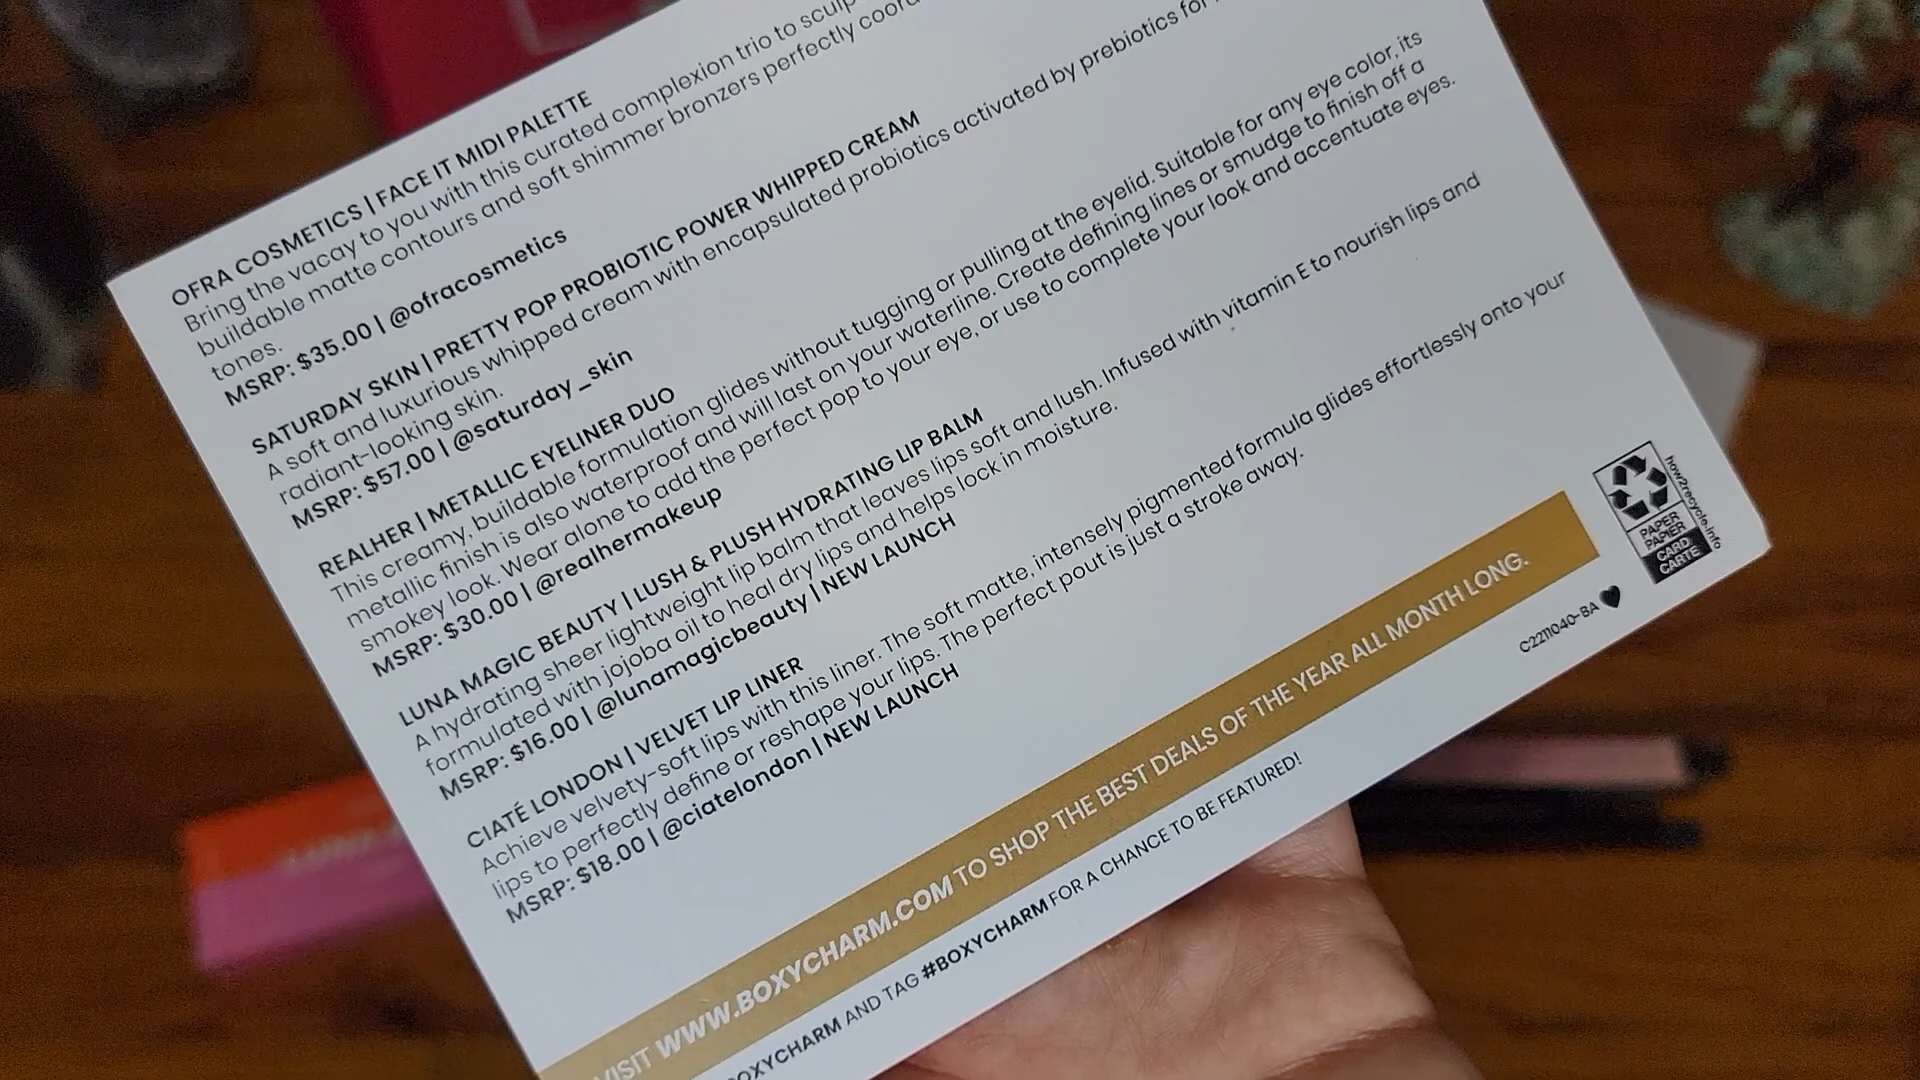 OFRA COSMETICS | FACE IT MIDI PALETTE
Bring the vacay to you with this curated complexion trio to sculp
buildable matte contours and soft shimmer bronzers perfectly coord
tones.
MSRP: $35.00 | @ofracosmetics
SATURDAY SKIN | PRETTY POP PROBIOTIC POWER WHIPPED CREAM
A soft and luxurious whipped cream with encapsulated probiotics activated by prebiotics for
radiant-looking skin.
MSRP: $57.00 | @saturday_skin
REALHER | METALLIC EYELINER DUO
This creamy, buildable formulation glides without tugging or pulling at the eyelid. Suitable for any eye color, its
metallic finish is also waterproof and will last on your waterline. Create defining lines or smudge to finish off a
smokey look. Wear alone to add the perfect pop to your eye, or use to complete your look and accentuate eyes.
MSRP: $30.00 | @realhermakeup
LUNA MAGIC BEAUTY | LUSH & PLUSH HYDRATING LIP BALM
A hydrating sheer lightweight lip balm that leaves lips soft and lush. Infused with vitamin E to nourish lips and
formulated with jojoba oil to heal dry lips and helps lock in moisture.
MSRP: $16.00 | @lunamagicbeauty | NEW LAUNCH
CIATÉ LONDON | VELVET LIP LINER
Achieve velvety-soft lips with this liner. The soft matte, intensely pigmented formula glides effortlessly onto your
lips to perfectly define or reshape your lips. The perfect pout is just a stroke away.
MSRP: $18.00 | @ciatelondon | NEW LAUNCH
VISIT WWW.BOXYCHARM.COM TO SHOP THE BEST DEALS OF THE YEAR ALL MONTH LONG.
OXYCHARM AND TAG #BOXYCHARM FOR A CHANCE TO BE FEATURED!
how2recycle.info
PAPER
PAPIER
CARD
CARTE
C2211040-BA